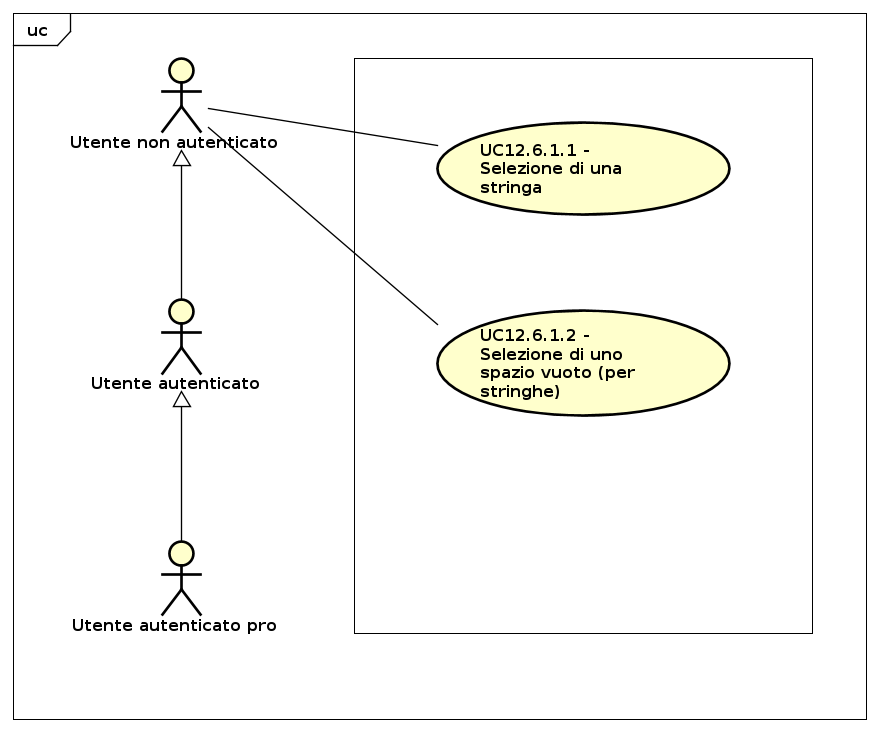 uc
Utente non autenticato
UC12.6.1.1 -
Selezione di una
stringa
UC12.6.1.2 -
Selezione di uno
spazio vuoto (per
stringhe)
Utente autenticato
Utente autenticato pro